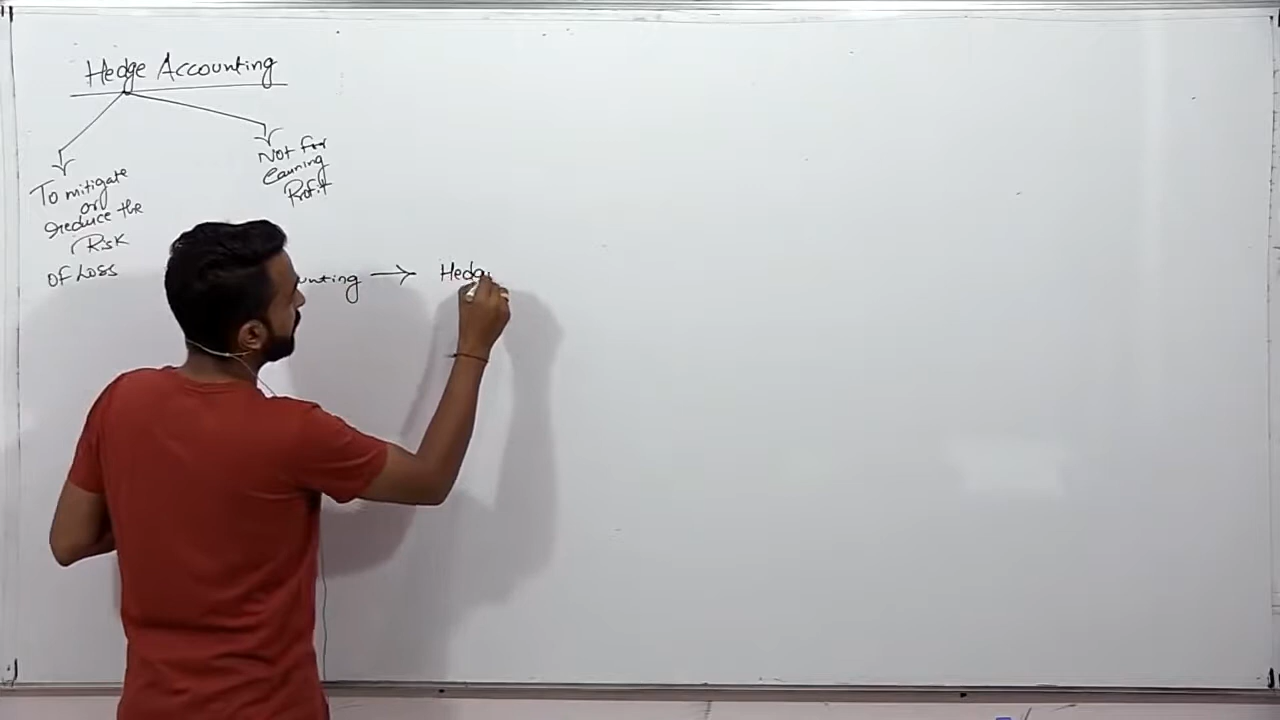 Hedge Accounting
To mitigate
or
reduce the
Risk
OF Loss
Not For
Earning
Profit
unting → Hedg